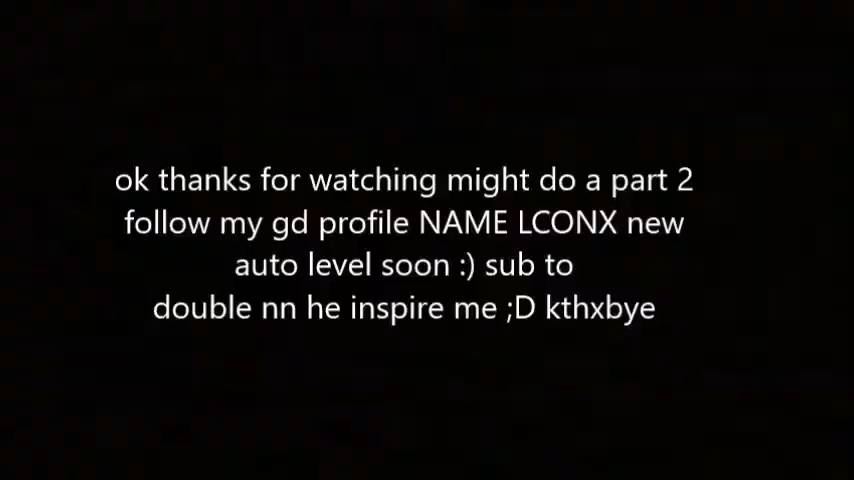 ok thanks for watching might do a part 2
follow my gd profile NAME LCONX new
auto level soon :) sub to
double nn he inspire me ;D kthxbye